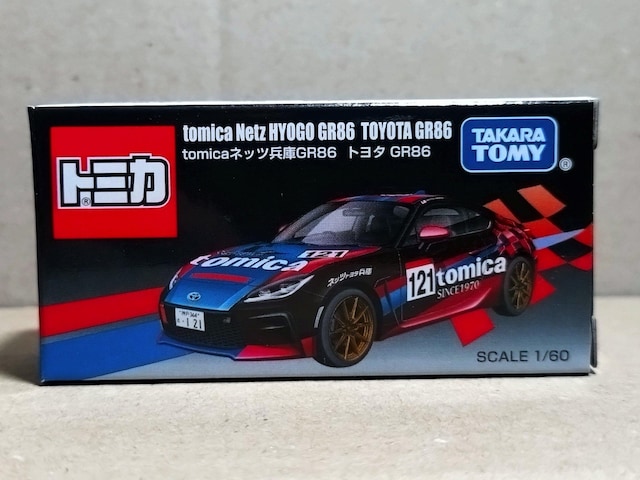 トミカ
®
tomica Netz HYOGO GR86 TOYOTA GR86
tomicaネッツ兵庫GR86 トヨタ GR86
TAKARA
TOMY
®
121
tomica
ネッツトヨタ兵庫
121
tomica
SINCE1970
1 21
SCALE 1/60